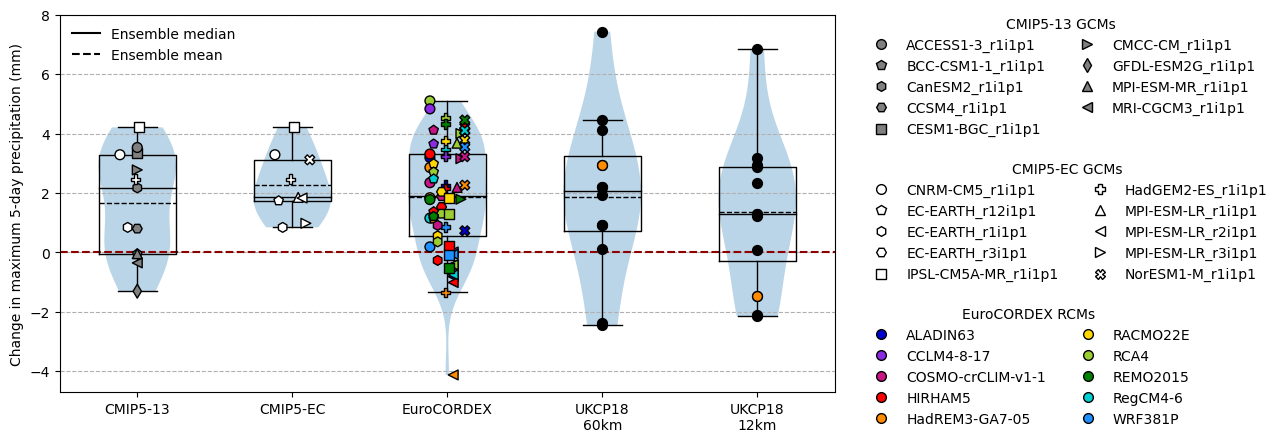 Change in maximum 5-day precipitation (mm)
8
6
4
2
0
−2
−4
Ensemble median
Ensemble mean
CMIP5-13
CMIP5-EC
EuroCORDEX
UKCP18
60km
UKCP18
12km
CMIP5-13 GCMs
ACCESS1-3_r1i1p1
BCC-CSM1-1_r1i1p1
CanESM2_r1i1p1
CCSM4_r1i1p1
CESM1-BGC_r1i1p1
CMCC-CM_r1i1p1
GFDL-ESM2G_r1i1p1
MPI-ESM-MR_r1i1p1
MRI-CGCM3_r1i1p1
CMIP5-EC GCMs
CNRM-CM5_r1i1p1
EC-EARTH_r12i1p1
EC-EARTH_r1i1p1
EC-EARTH_r3i1p1
IPSL-CM5A-MR_r1i1p1
HadGEM2-ES_r1i1p1
MPI-ESM-LR_r1i1p1
MPI-ESM-LR_r2i1p1
MPI-ESM-LR_r3i1p1
NorESM1-M_r1i1p1
EuroCORDEX RCMs
ALADIN63
CCLM4-8-17
COSMO-crCLIM-v1-1
HIRHAM5
HadREM3-GA7-05
RACMO22E
RCA4
REMO2015
RegCM4-6
WRF381P